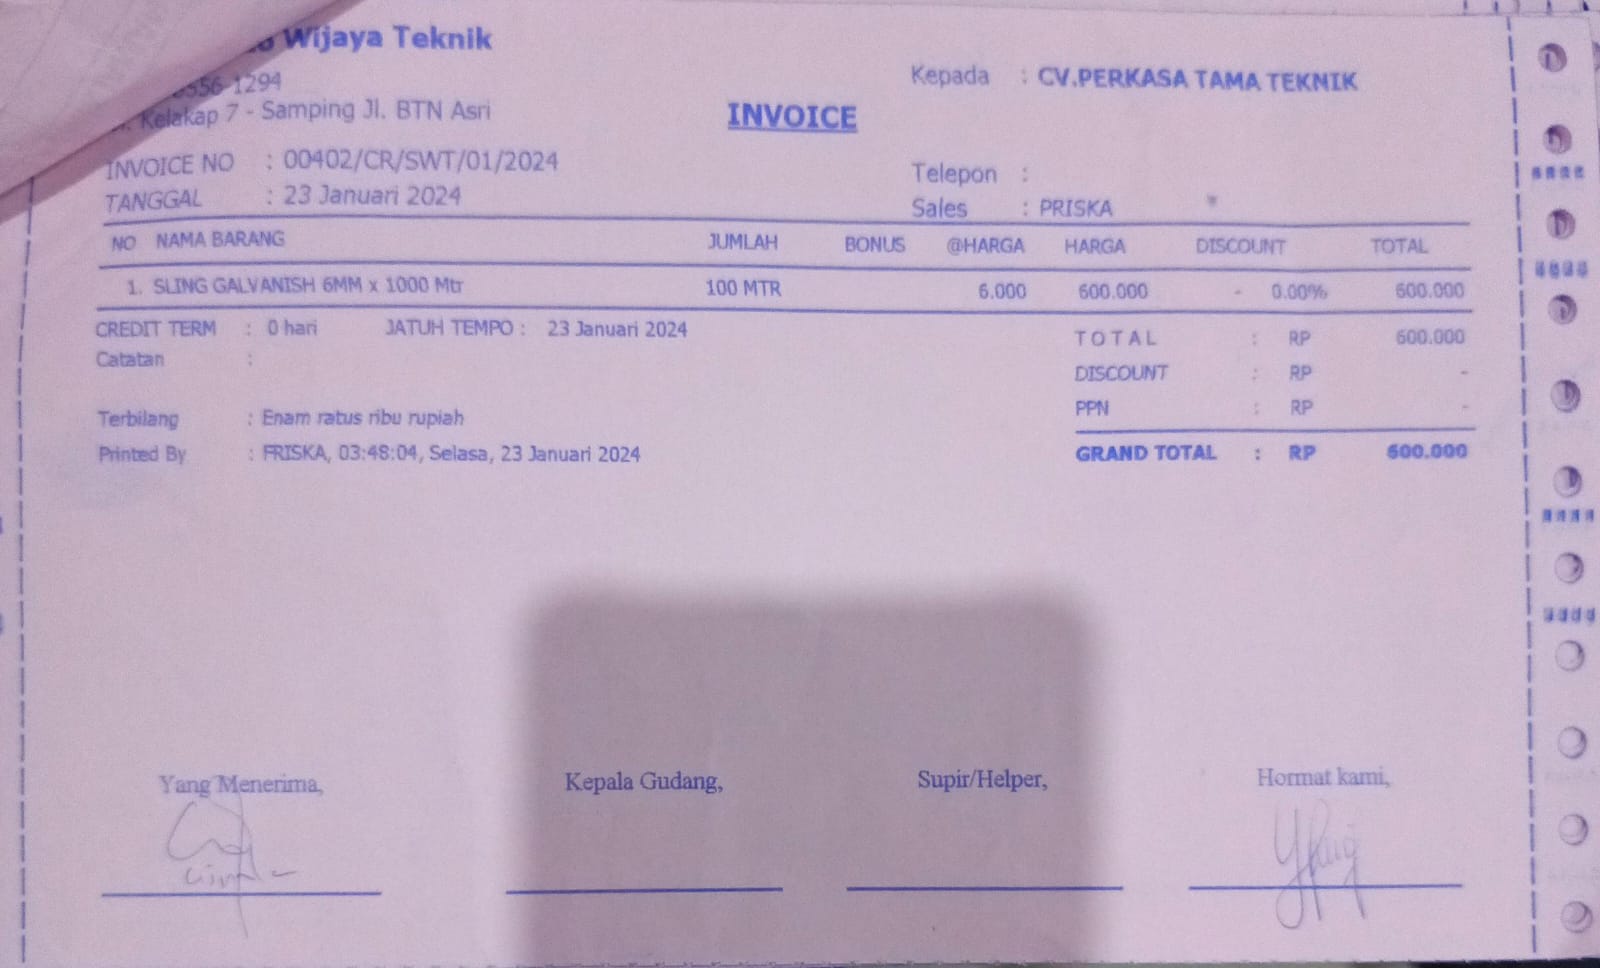 Wijaya Teknik
Kepada : CV.PERKASA TAMA TEKNIK
Kelakap 7 - Samping Jl. BTN Asri
INVOICE
INVOICE NO : 00402/CR/SWT/01/2024
Telepon :
TANGGAL : 23 Januari 2024
Sales : PRISKA
NO NAMA BARANG JUMLAH BONUS @HARGA HARGA DISCOUNT TOTAL
1. SLING GALVANISH 6MM x 1000 Mtr 100 MTR 6.000 600.000 - 0.00% 600.000
CREDIT TERM : 0 hari JATUH TEMPO : 23 Januari 2024
TOTAL : RP 600.000
Catatan :
DISCOUNT : RP -
PPN : RP -
Terbilang : Enam ratus ribu rupiah
Printed By : FRISKA, 03:48:04, Selasa, 23 Januari 2024
GRAND TOTAL : RP 600.000
Yang Menerima, Kepala Gudang, Supir/Helper, Hormat kami,